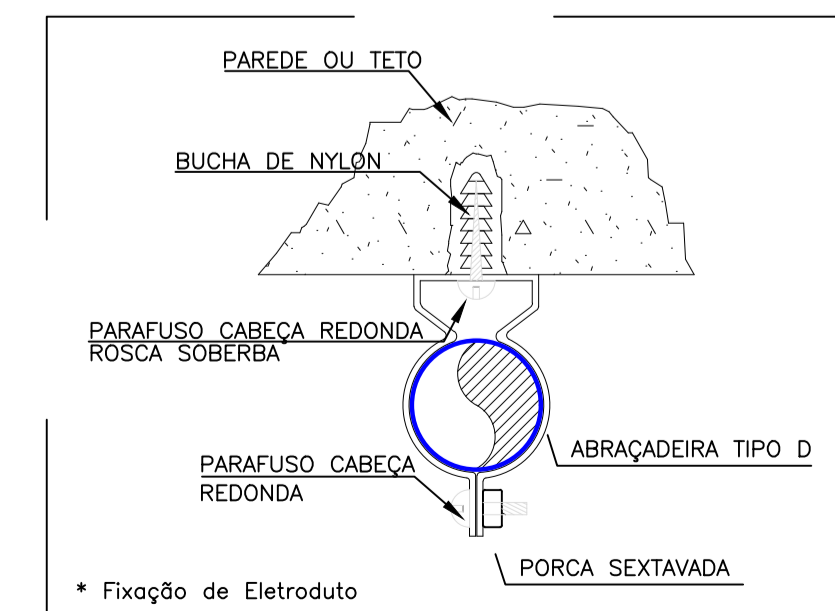 PAREDE OU TETO
BUCHA DE NYLON
PARAFUSO CABEÇA REDONDA
ROSCA SOBERBA
ABRAÇADEIRA TIPO D
PARAFUSO CABEÇA
REDONDA
PORCA SEXTAVADA
* Fixação de Eletroduto